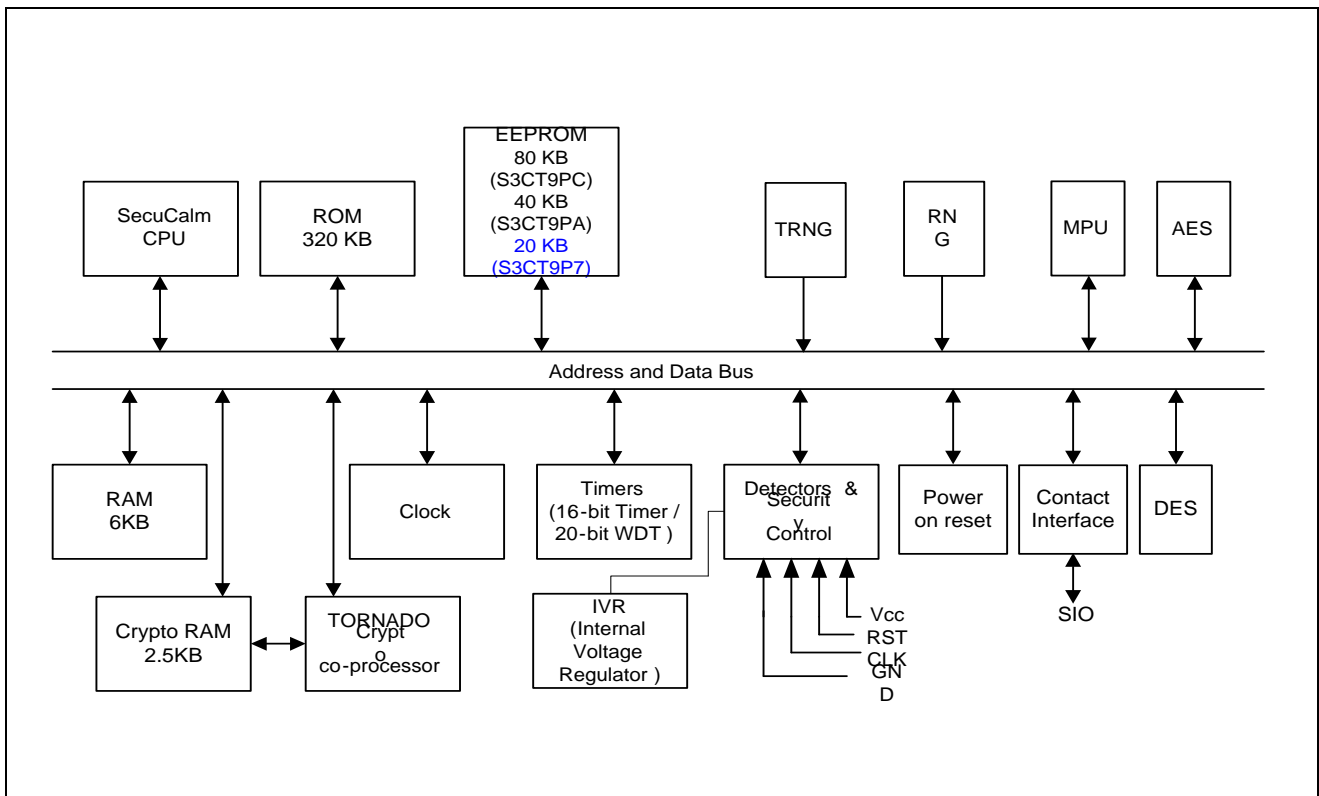 SecuCalm
CPU
ROM
320 KB
EEPROM
80 KB
(S3CT9PC)
40 KB
(S3CT9PA)
20 KB
(S3CT9P7)
TRNG
RN
G
MPU
AES
Address and Data Bus
RAM
6KB
Clock
Timers
(16-bit Timer /
20-bit WDT )
Detectors &
Securit
y
Control
Power
on reset
Contact
Interface
DES
Crypto RAM
2.5KB
TORNADO
Crypt
o
co-processor
IVR
(Internal
Voltage
Regulator )
Vcc
RST
CLK
GN
D
SIO